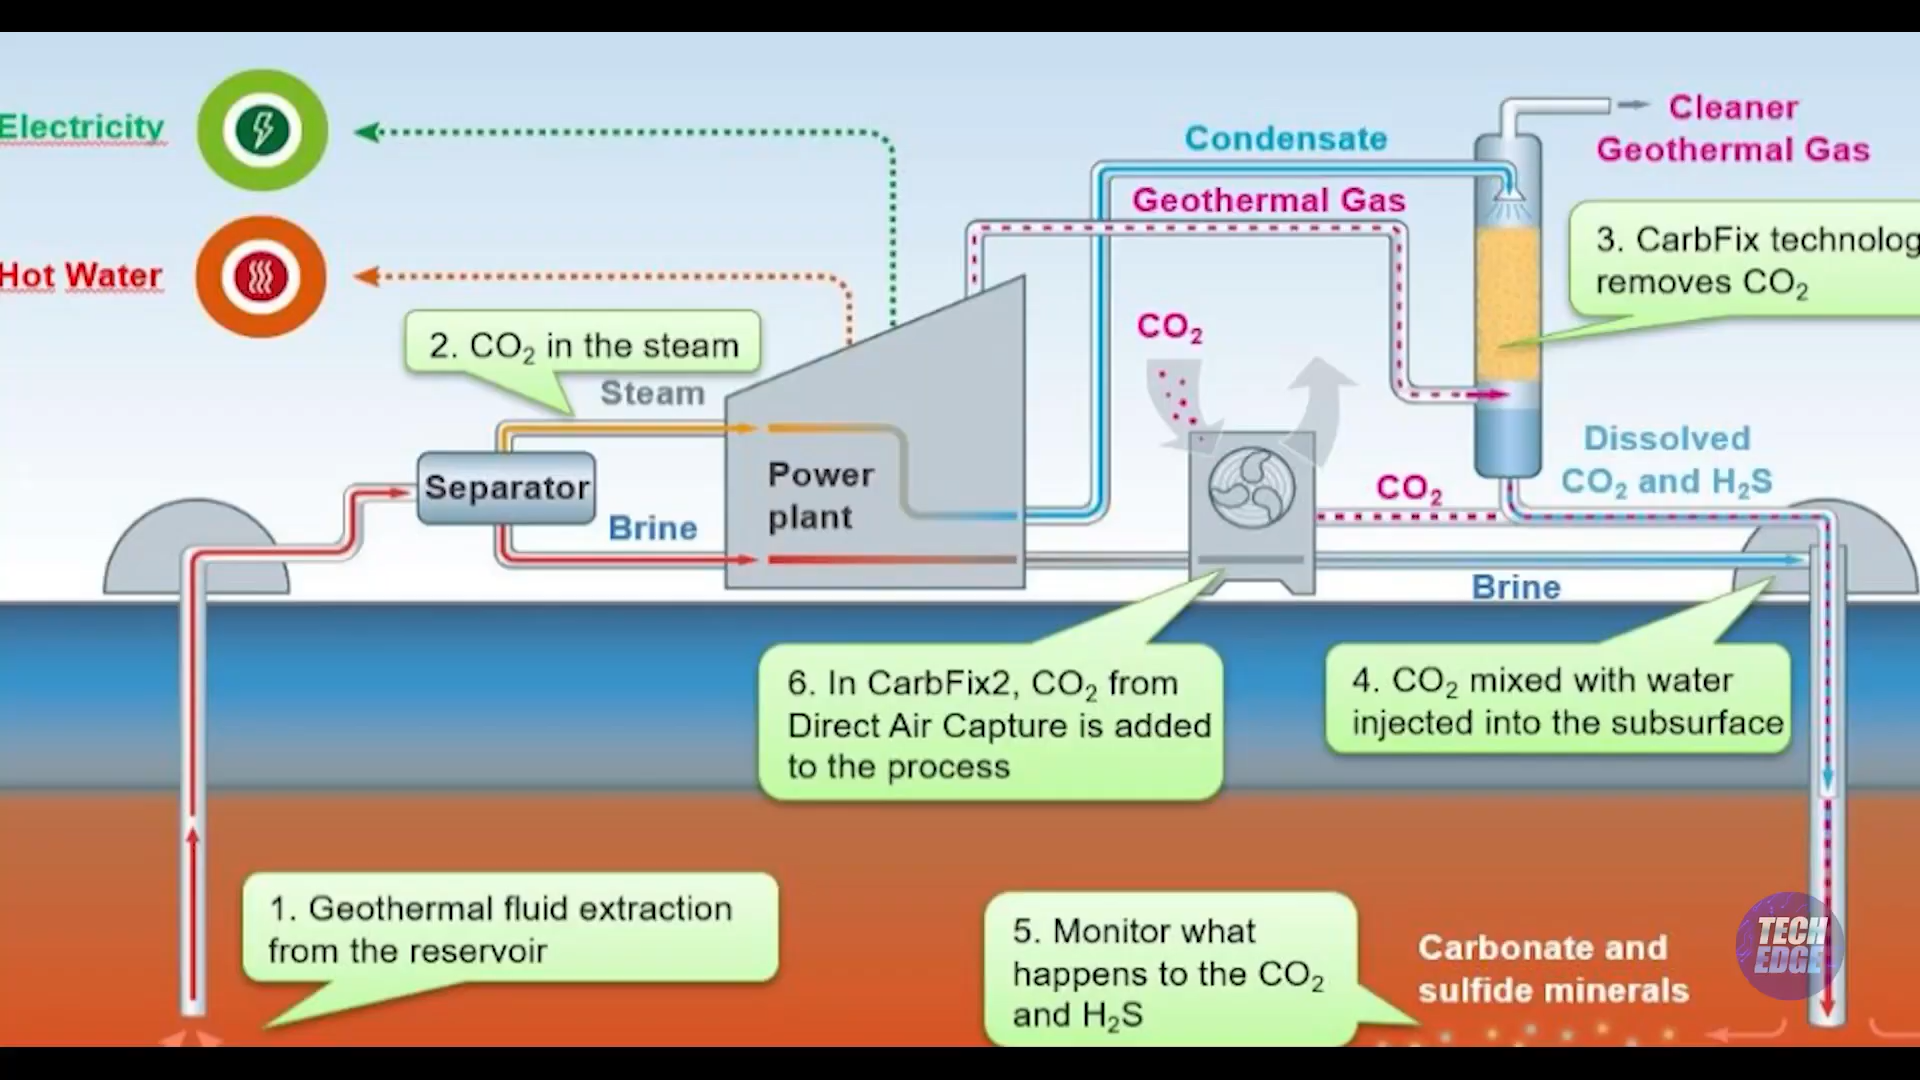 Electricity
Hot Water
Condensate
Geothermal Gas
Cleaner
Geothermal Gas
3. CarbFix technolog
removes CO₂
2. CO₂ in the steam
Steam
CO₂
Separator
Power
plant
Brine
CO₂
Dissolved
CO₂ and H₂S
Brine
6. In CarbFix2, CO₂ from
Direct Air Capture is added
to the process
4. CO₂ mixed with water
injected into the subsurface
1. Geothermal fluid extraction
from the reservoir
5. Monitor what
happens to the CO₂
and H₂S
Carbonate and
sulfide minerals
TECH
EDGE